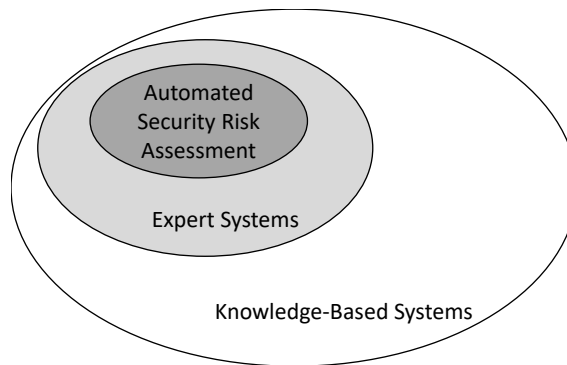 Automated
Security Risk
Assessment
Expert Systems
Knowledge-Based Systems